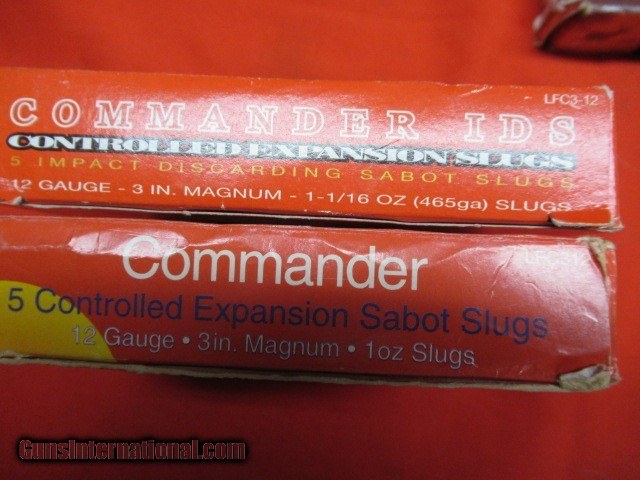 LFC3-12
COMMANDER IDS
CONTROLLED EXPANSION SLUGS
5 IMPACT DISCARDING SABOT SLUGS
12 GAUGE - 3 IN. MAGNUM - 1-1/16 OZ (465ga) SLUGS
Commander
5 Controlled Expansion Sabot Slugs
12 Gauge • 3in. Magnum • 1oz Slugs
GunsInternational.com